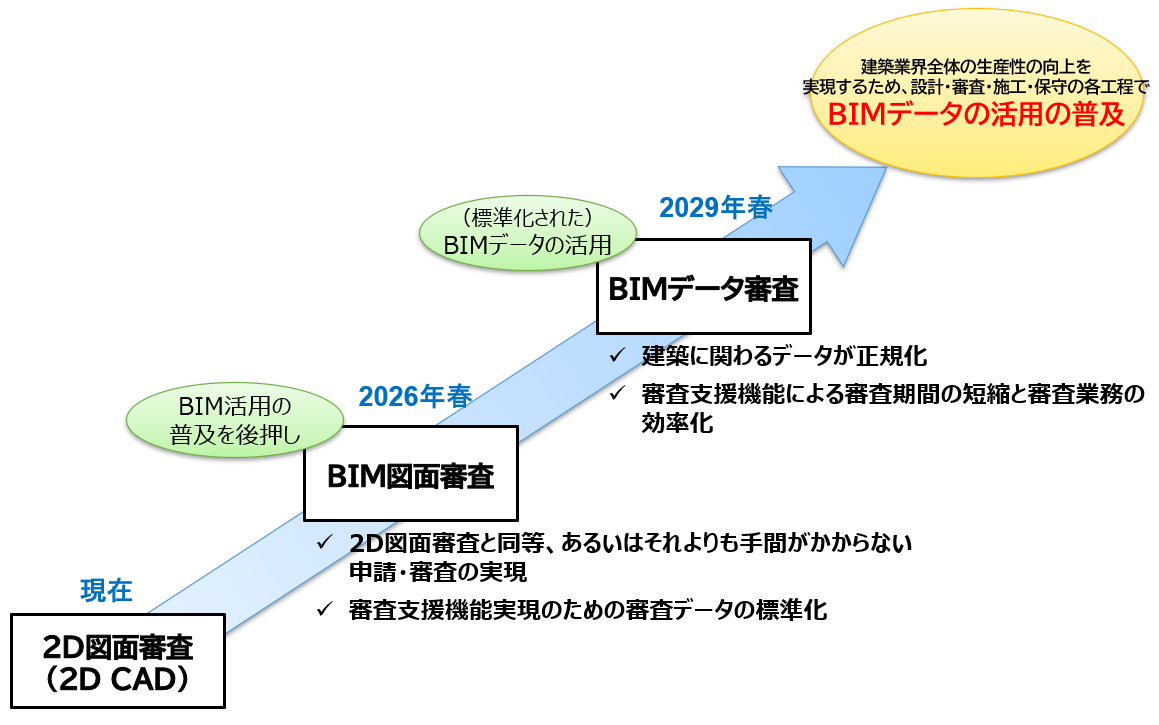 建築業界全体の生産性の向上を
実現するため、設計・審査・施工・保守の各工程で
BIMデータの活用の普及
2029年春
（標準化された）
BIMデータの活用
BIMデータ審査
✓ 建築に関わるデータが正規化
✓ 審査支援機能による審査期間の短縮と審査業務の
効率化
2026年春
BIM活用の
普及を後押し
BIM図面審査
✓ 2D図面審査と同等、あるいはそれよりも手間がかからない
申請・審査の実現
✓ 審査支援機能実現のための審査データの標準化
現在
2D図面審査
（2D CAD）